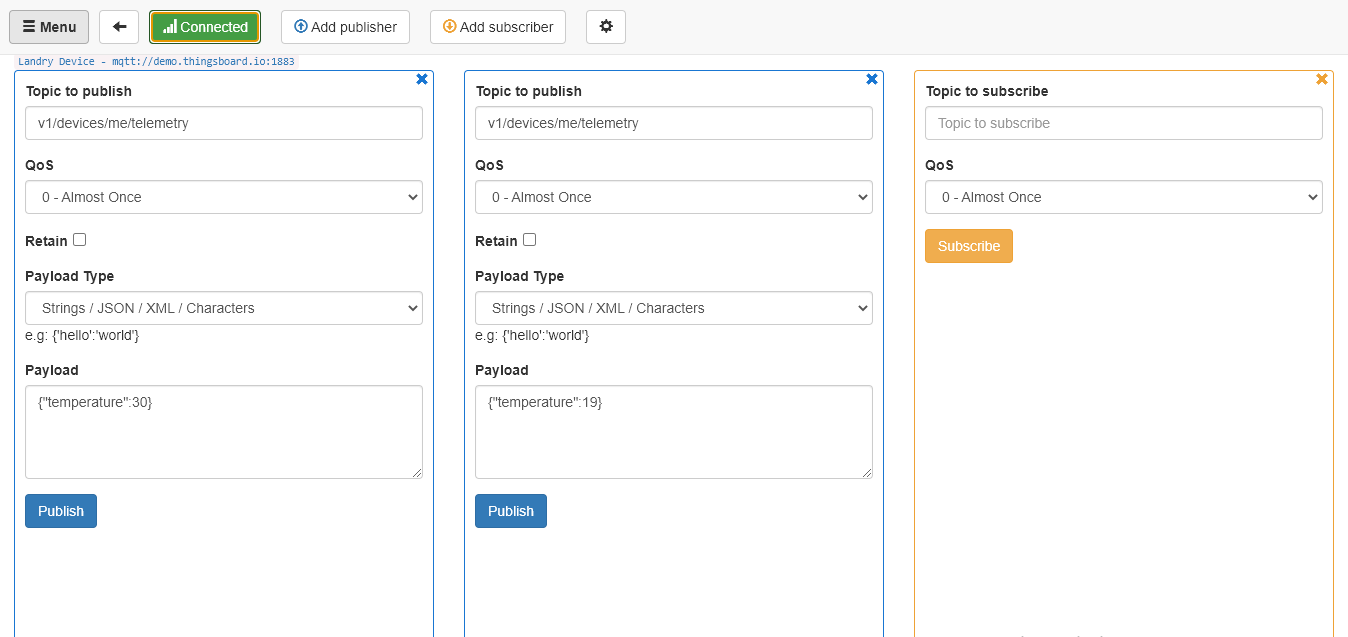 Menu Connected Add publisher Add subscriber
Landry Device - mqtt://demo.thingsboard.io:1883
Topic to publish
v1/devices/me/telemetry
QoS
0 - Almost Once
Retain
Payload Type
Strings / JSON / XML / Characters
e.g: {'hello':'world'}
Payload
{"temperature":30}
Publish
Topic to publish
v1/devices/me/telemetry
QoS
0 - Almost Once
Retain
Payload Type
Strings / JSON / XML / Characters
e.g: {'hello':'world'}
Payload
{"temperature":19}
Publish
Topic to subscribe
Topic to subscribe
QoS
0 - Almost Once
Subscribe